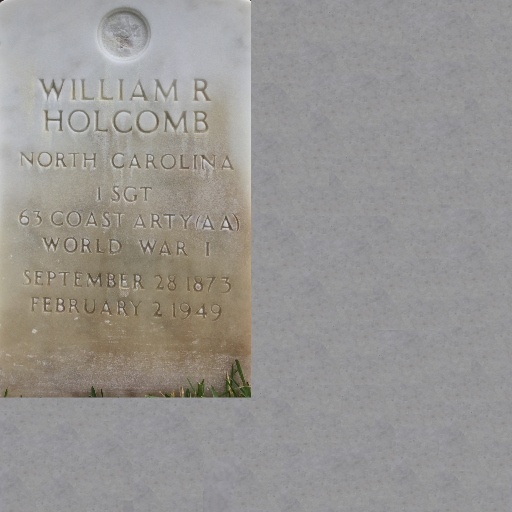 WILLIAM R
HOLCOMB
NORTH CAROLINA
1 SGT
63 COAST ARTY (AA)
WORLD WAR I
SEPTEMBER 28 1873
FEBRUARY 2 1949